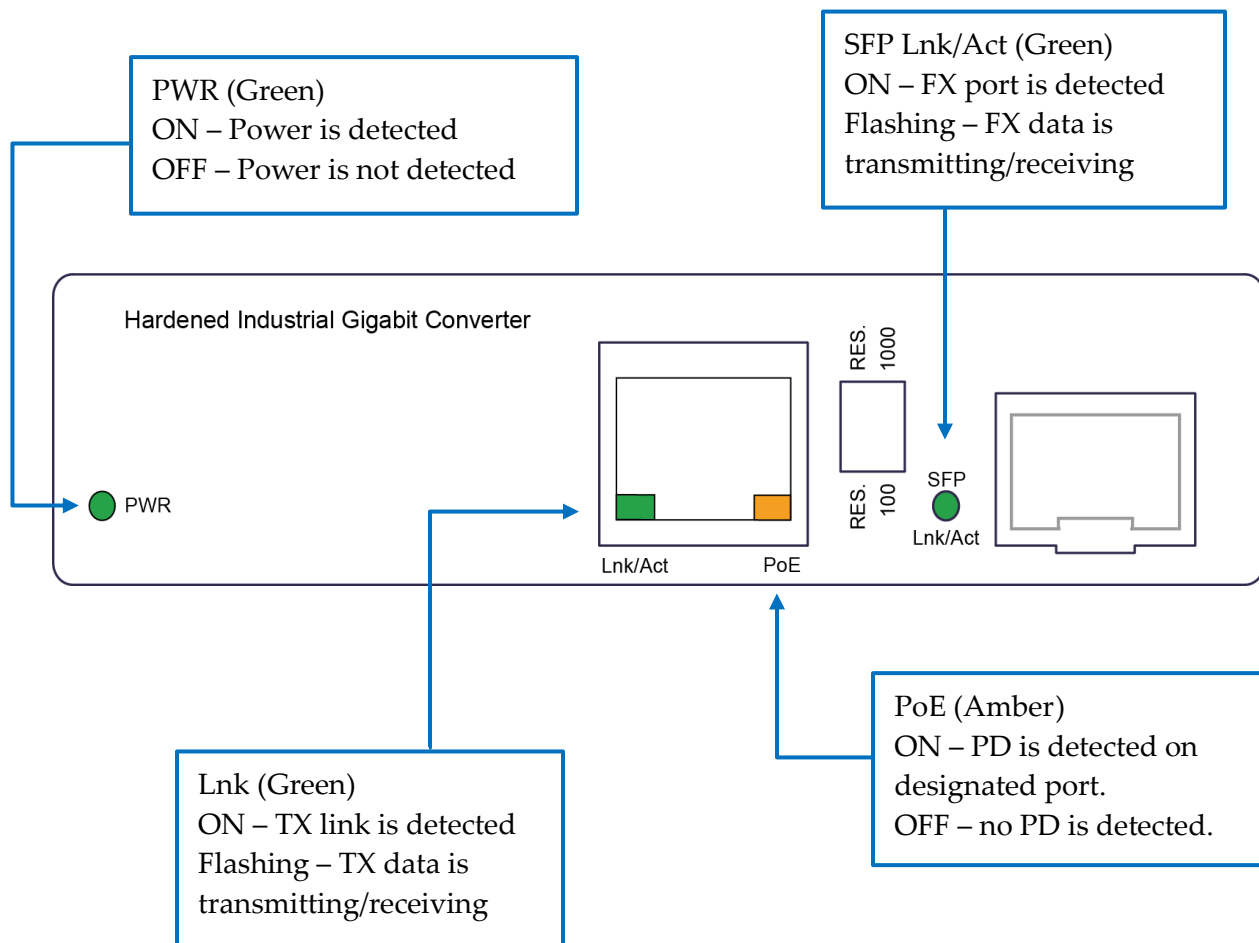 PWR (Green)
ON – Power is detected
OFF – Power is not detected
SFP Lnk/Act (Green)
ON – FX port is detected
Flashing – FX data is
transmitting/receiving
Hardened Industrial Gigabit Converter
PWR
Lnk/Act
PoE
RES.
1000
RES.
100
SFP
Lnk/Act
Lnk (Green)
ON – TX link is detected
Flashing – TX data is
transmitting/receiving
PoE (Amber)
ON – PD is detected on
designated port.
OFF – no PD is detected.